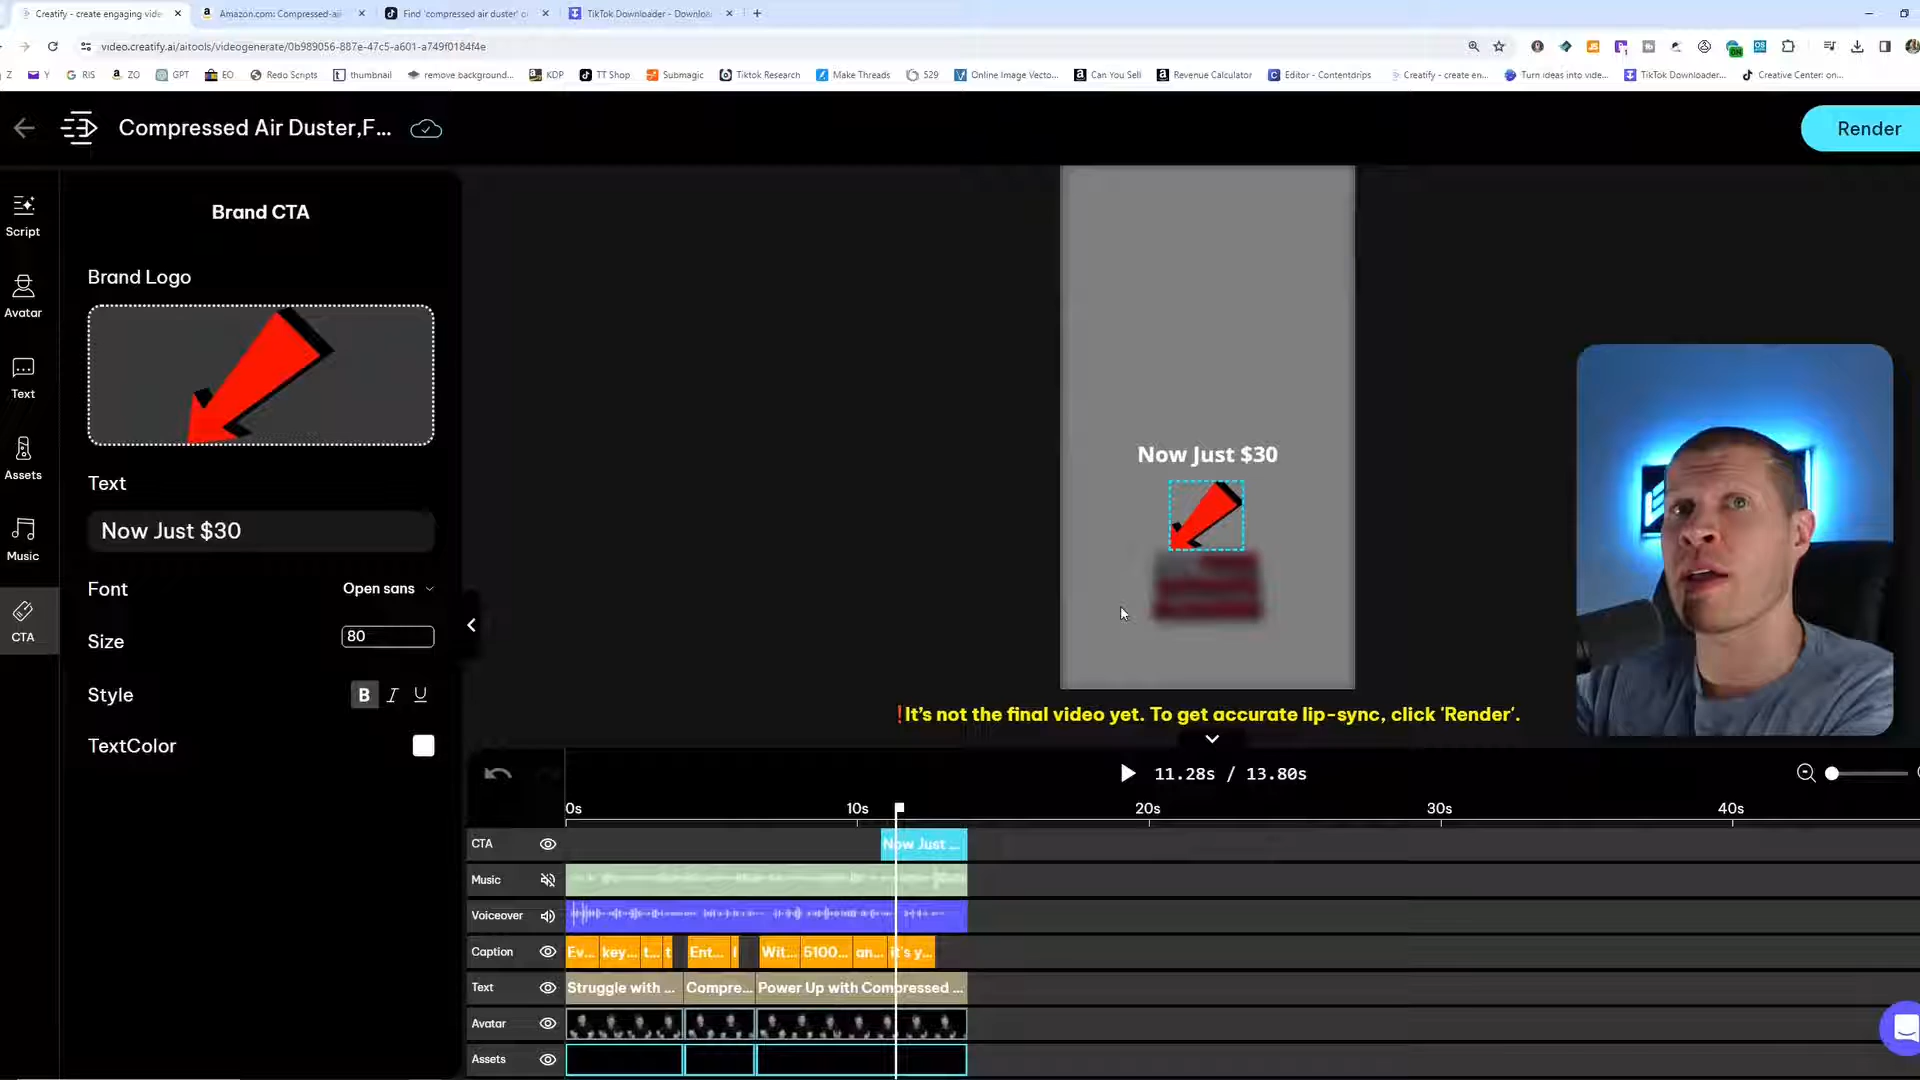 Creatify - create engaging vide
Amazon.com: Compressed-ai
Find 'compressed air duster' o
TikTok Downloader - Downloa
video.creatify.ai/aitools/videogenerate/0b989056-887e-47c5-a601-a749f0184f4e
Z
Y
RIS
ZO
GPT
EO
Redo Scripts
thumbnail
remove background...
KDP
TT Shop
Submagic
Tiktok Research
Make Threads
529
Online Image Vecto...
Can You Sell
Revenue Calculator
Editor - Contentdrips
Creatify - create en...
Turn ideas into vide...
TikTok Downloader...
Creative Center: on...
Compressed Air Duster,F...
Render
Script
Avatar
Text
Assets
Music
CTA
Brand CTA
Brand Logo
Text
Now Just $30
Font
Open sans
Size
80
Style
B I U
TextColor
Now Just $30
!It's not the final video yet. To get accurate lip-sync, click 'Render'.
11.28s / 13.80s
0s 10s 20s 30s 40s
CTA
Now Just ...
Music
Voiceover
Caption
Ev... key... t... t Ent... I Wit... 5100... an... it's y...
Text
Struggle with ... Compre... Power Up with Compressed ...
Avatar
Assets